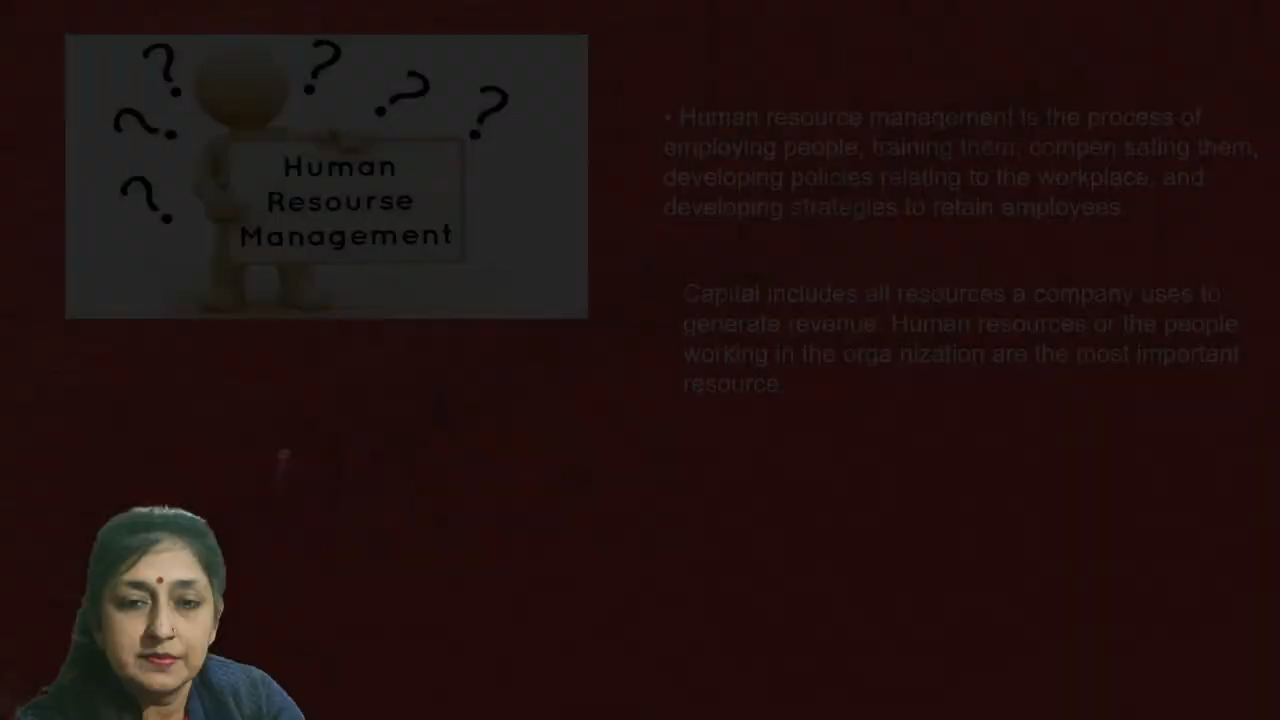 Human
Resourse
Management
• Human resource management is the process of
employing people, training them, compen sating them,
developing policies relating to the workplace, and
developing strategies to retain employees.
Capital includes all resources a company uses to
generate revenue. Human resources or the people
working in the orga nization are the most important
resource.